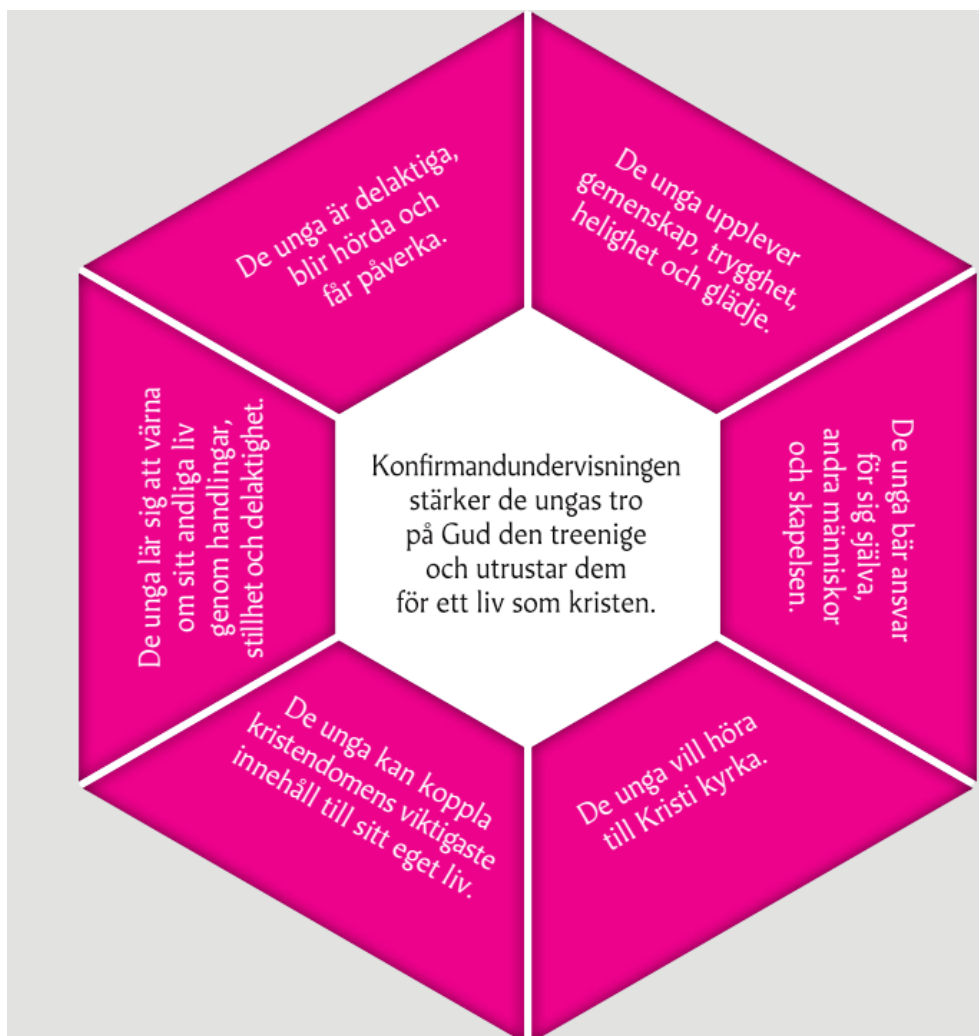 De unga är delaktiga,
blir hörda och
får påverka.
De unga upplever
gemenskap, trygghet,
helighet och glädje.
De unga lär sig att värna
om sitt andliga liv
genom handlingar,
stillhet och delaktighet.
Konfirmandundervisningen
stärker de ungas tro
på Gud den treenige
och utrustar dem
för ett liv som kristen.
De unga bär ansvar
för sig själva,
andra människor
och skapelsen.
De unga kan koppla
kristendomens viktigaste
innehåll till sitt eget liv.
De unga vill höra
till Kristi kyrka.